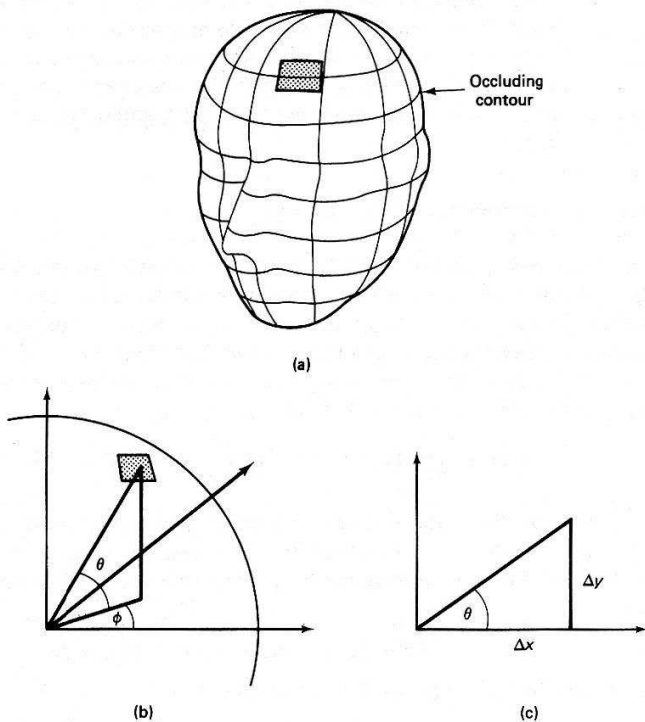 Occluding
contour
(a)
θ
ϕ
(b)
Δy
θ
Δx
(c)